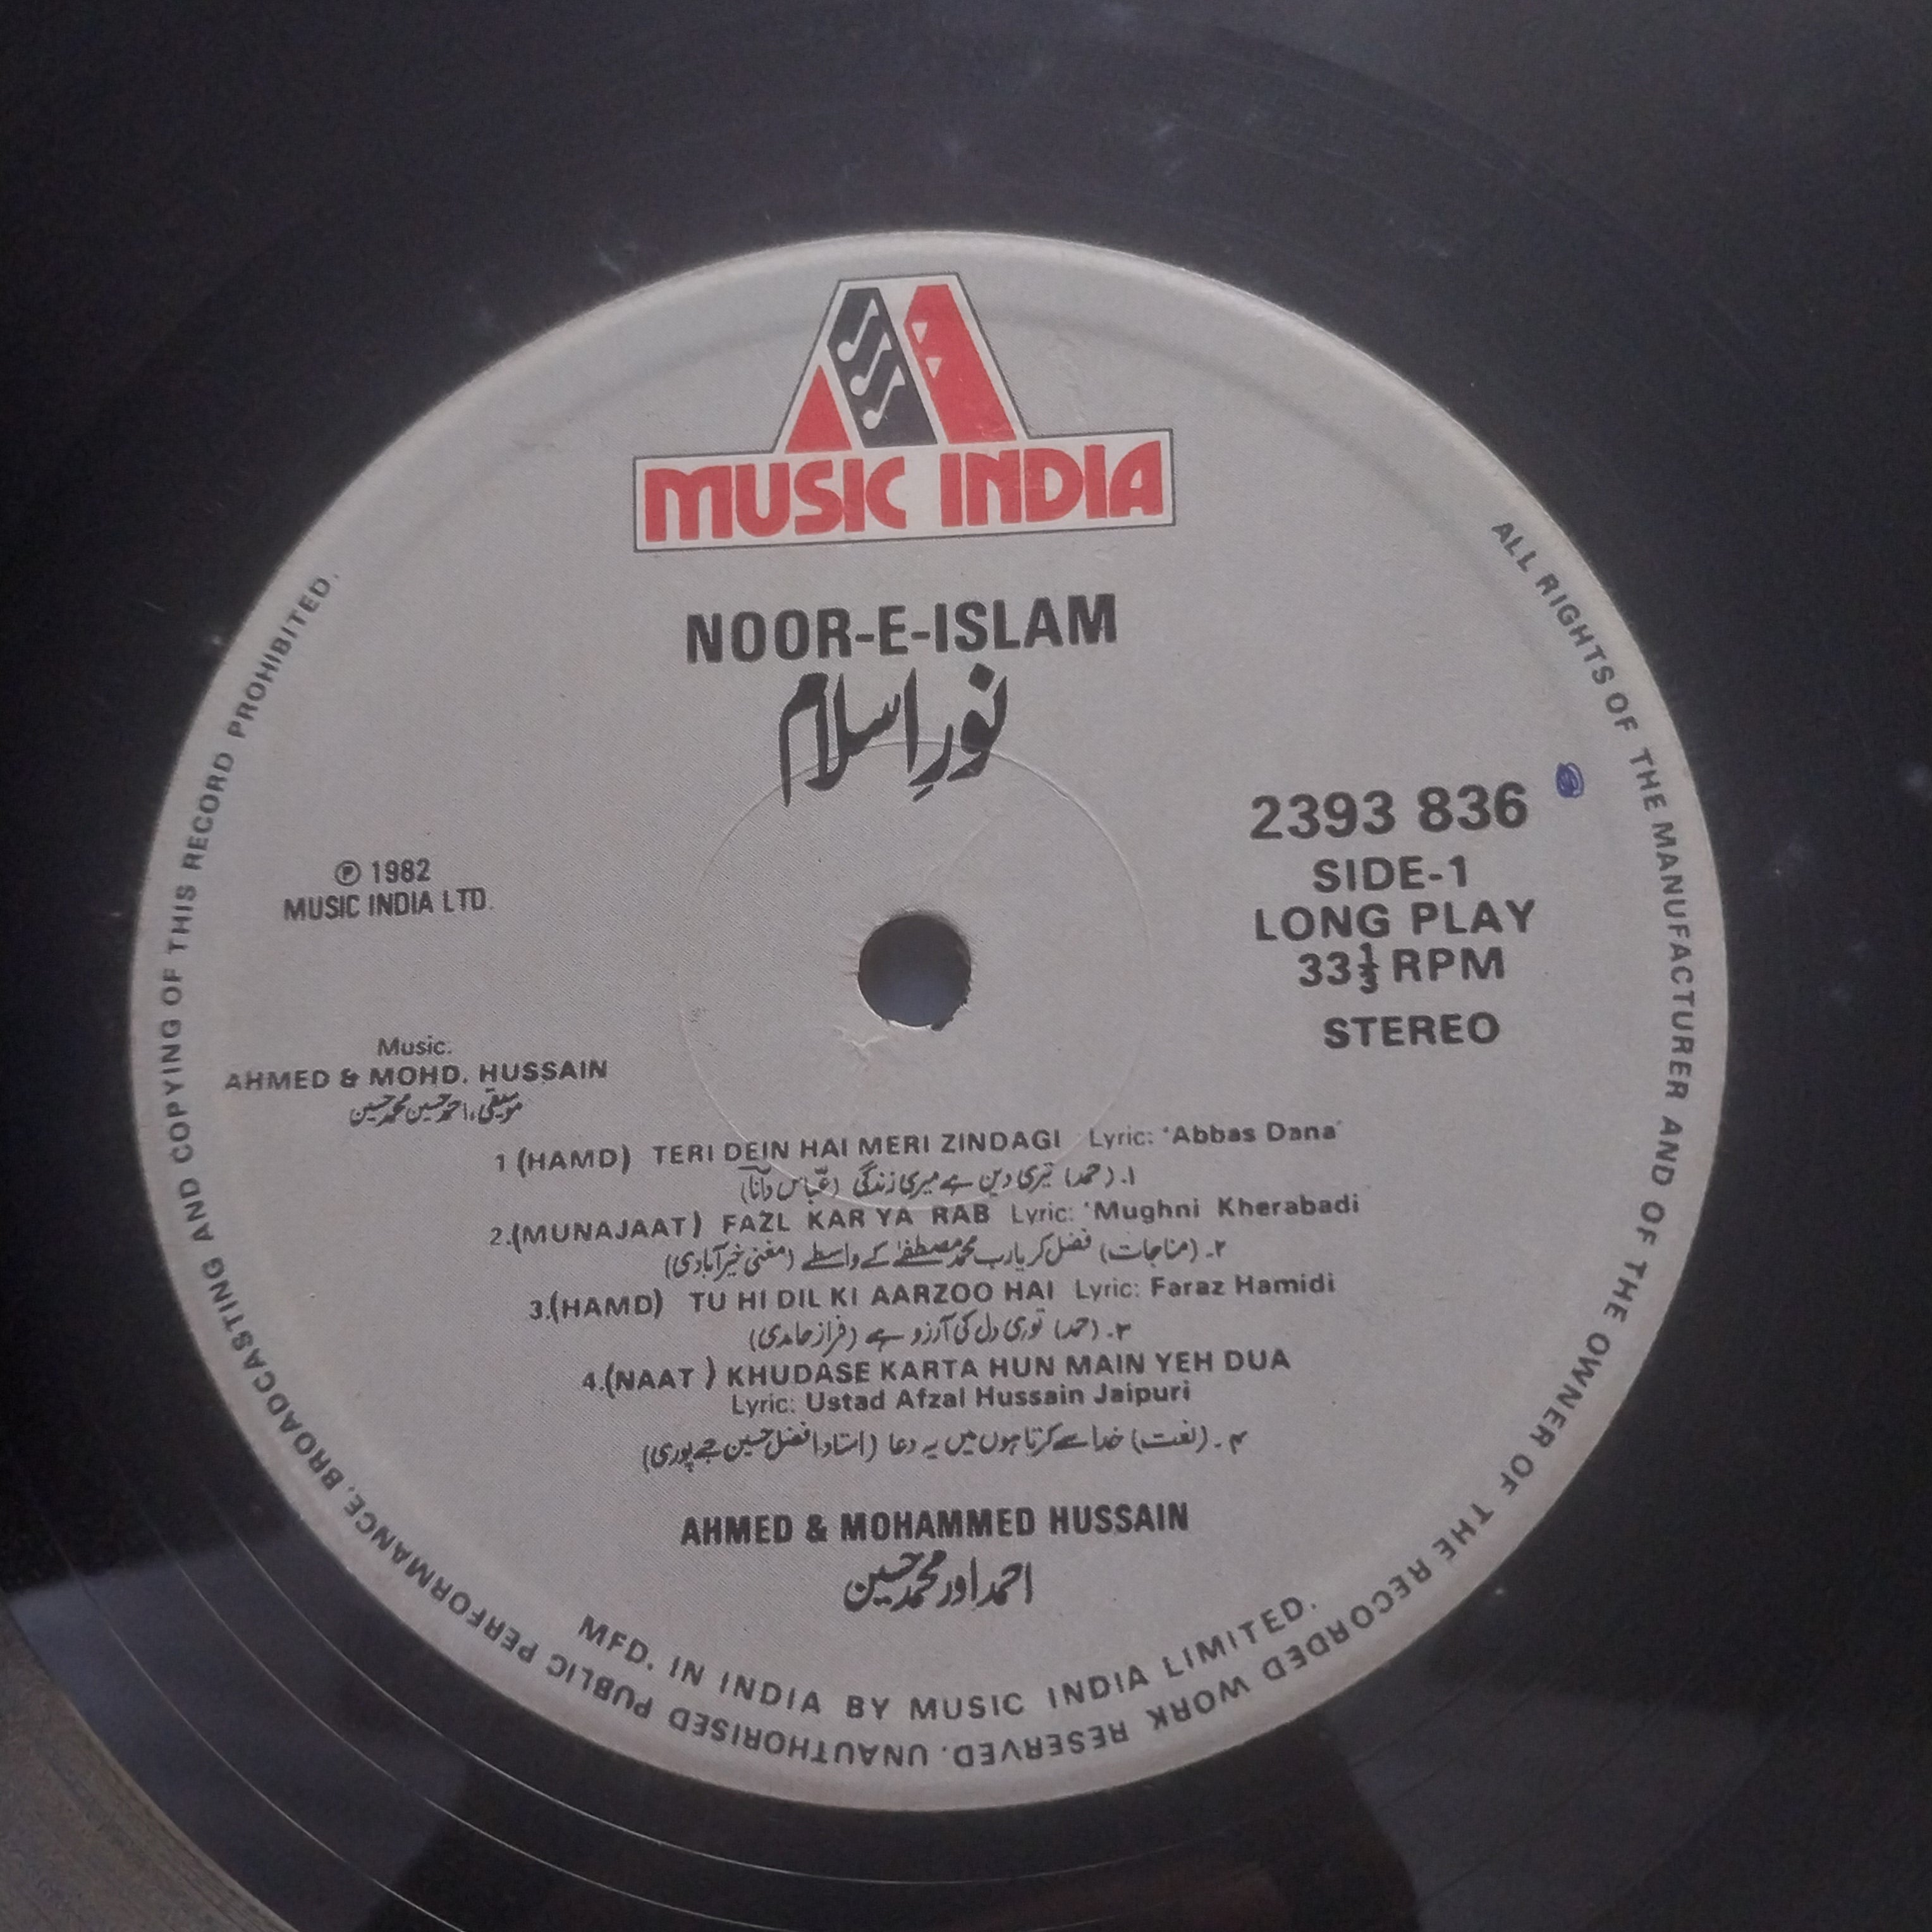 MUSIC INDIA
NOOR-E-ISLAM
نورِ اسلام
℗ 1982
MUSIC INDIA LTD.
2393 836
SIDE-1
LONG PLAY
33⅓ RPM
STEREO
Music:
AHMED & MOHD. HUSSAIN
موسیقی، احمد حسین محمد حسین
1 (HAMD) TERI DEIN HAI MERI ZINDAGI Lyric: 'Abbas Dana'
۱۔ (حمد) تیری دین ہے میری زندگی (عبّاس دآنا)
2.(MUNAJAAT) FAZL KAR YA RAB Lyric: 'Mughni Kherabadi
۲۔ (مناجات) فضل کر یارب محمد مصطفےٰ کے واسطے (مغنی خیرآبادی)
3.(HAMD) TU HI DIL KI AARZOO HAI Lyric: Faraz Hamidi
۳۔ (حمد) توہی دل کی آرزو ہے (فراز حامدی)
4.(NAAT) KHUDASE KARTA HUN MAIN YEH DUA
Lyric: Ustad Afzal Hussain Jaipuri
۴۔ (نعت) خدا سے کرتا ہوں میں یہ دعا (استاد افضل حسین جے پوری)
AHMED & MOHAMMED HUSSAIN
احمد اور محمد حسین
MFD. IN INDIA BY MUSIC INDIA LIMITED.
ALL RIGHTS OF THE MANUFACTURER AND OF THE OWNER OF THE RECORDED WORK RESERVED. UNAUTHORISED PUBLIC PERFORMANCE, BROADCASTING AND COPYING OF THIS RECORD PROHIBITED.